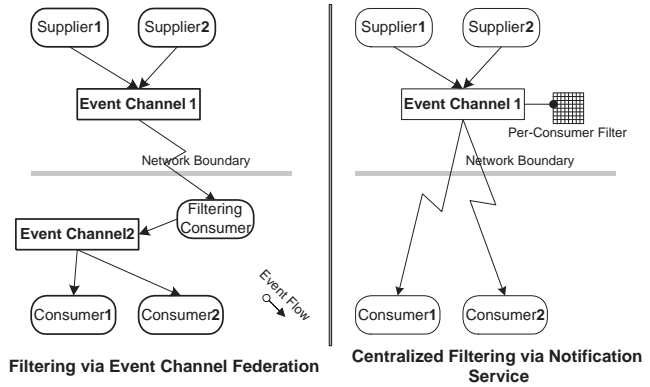 Supplier1
Supplier2
Event Channel 1
Network Boundary
Filtering
Consumer
Event Channel2
Consumer1
Consumer2
Event Flow
Filtering via Event Channel Federation
Supplier1
Supplier2
Event Channel 1
Per-Consumer Filter
Network Boundary
Consumer1
Consumer2
Centralized Filtering via Notification
Service